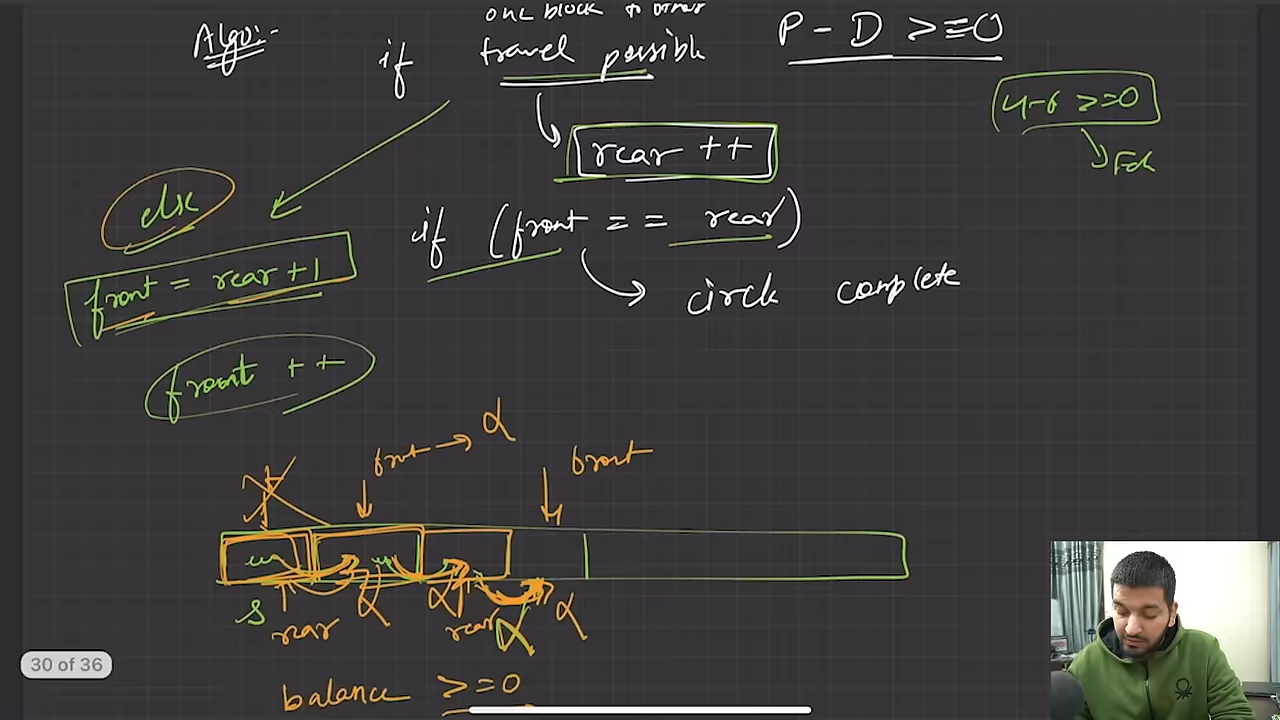 Algo:-
if one block to other
travel possible
P - D >= 0
4-6 >= 0
rear ++
else
front = rear + 1
front ++
if (front == rear)
circle complete
front → α
front
S
rear α α rear α α
balance >= 0
30 of 36